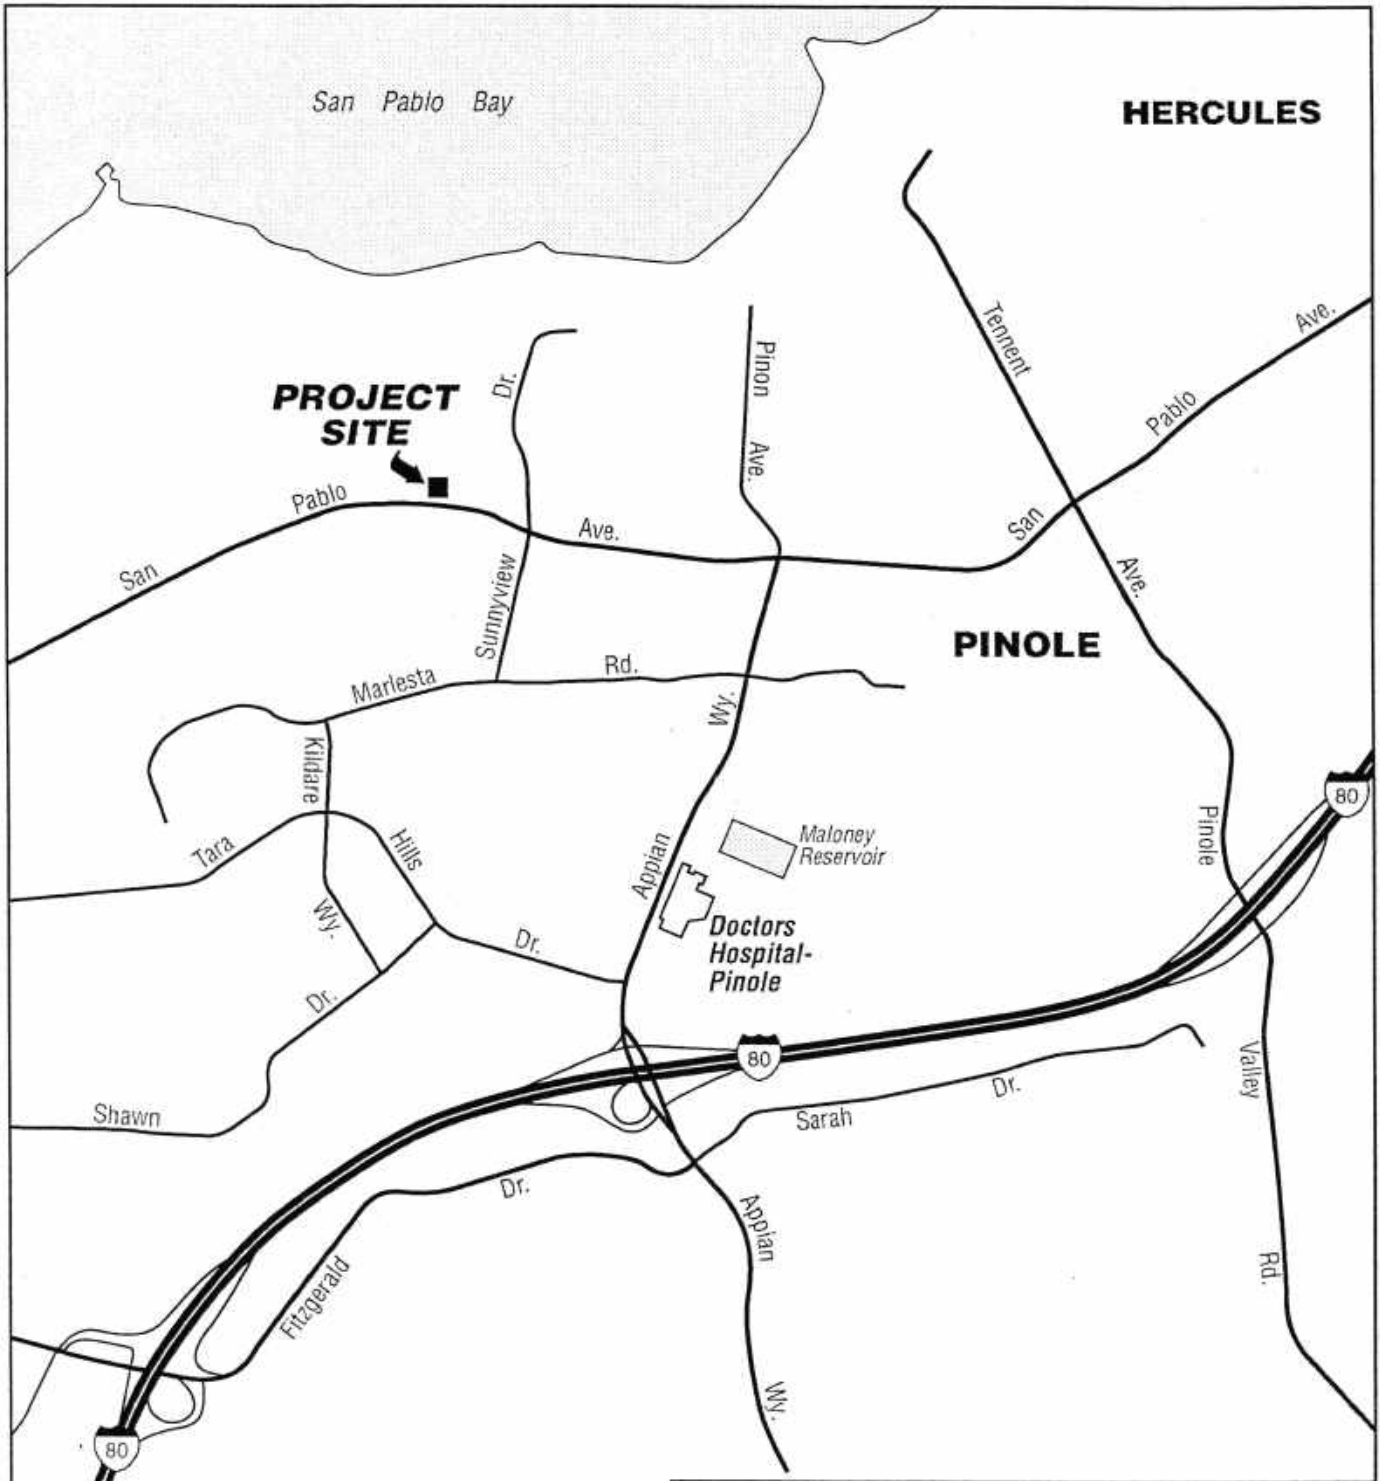 San Pablo Bay
HERCULES
Tennent
Ave.
Pinon
Dr.
PROJECT
SITE
Pablo
Ave.
Pablo
Ave.
San
San
Ave.
Sunnyview
PINOLE
Rd.
Marlesta
Wy.
Kildare
80
Pinole
Tara
Hills
Maloney
Reservoir
Appian
Wy.
Dr.
Doctors
Hospital-
Pinole
Dr.
80
Valley
Dr.
Shawn
Sarah
Dr.
Appian
Rd.
Fitzgerald
Wy.
80